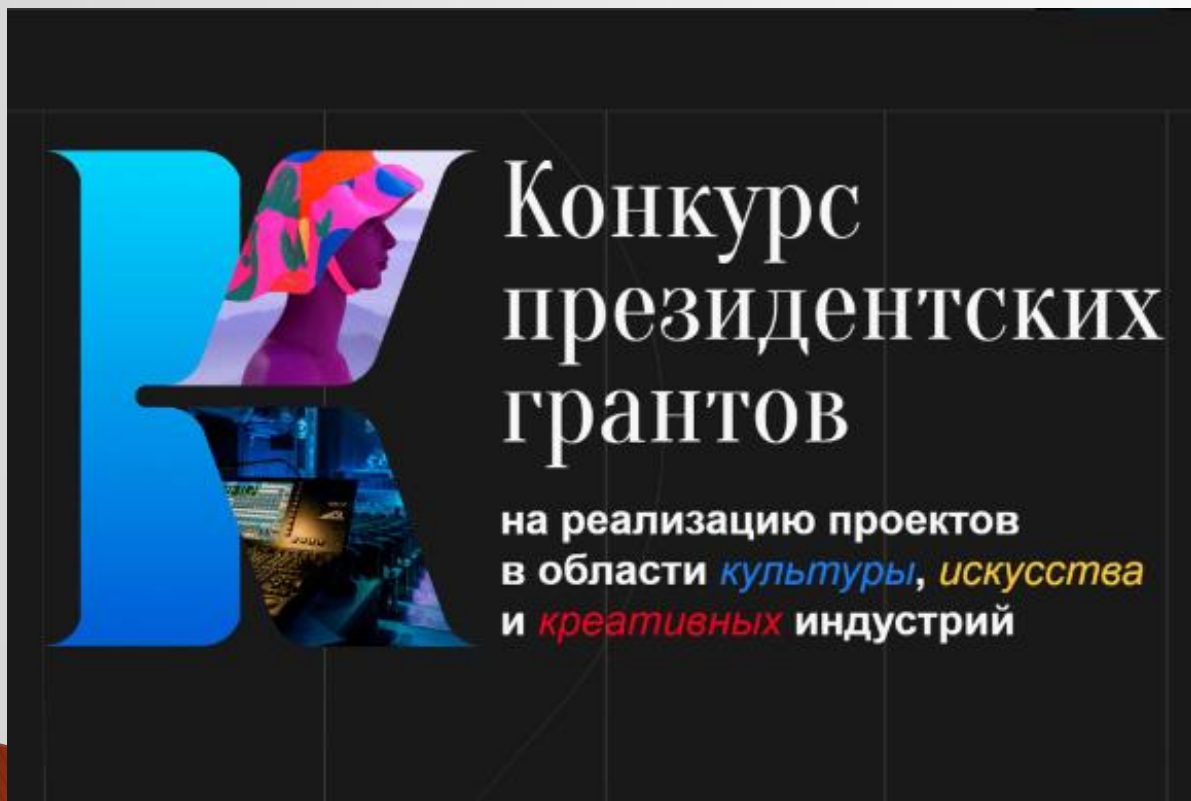 Конкурс
президентских
грантов
на реализацию проектов
в области культуры, искусства
и креативных индустрий